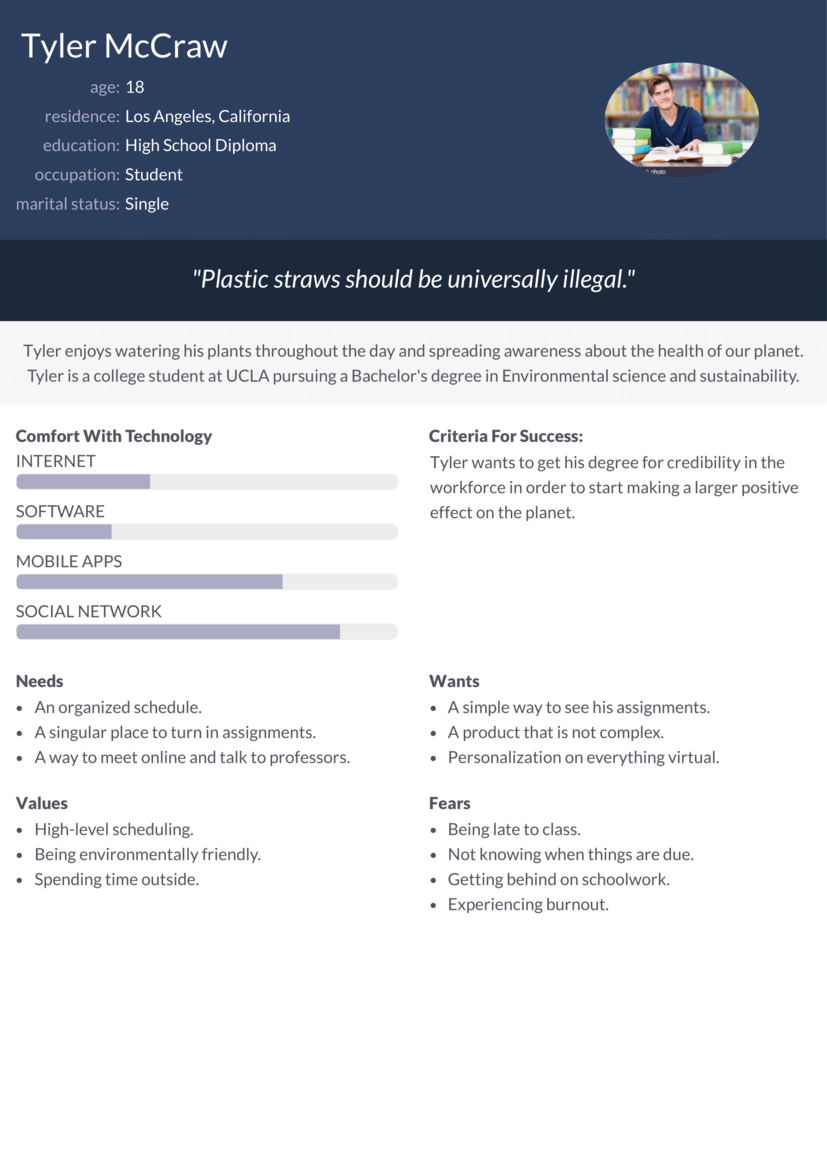 Tyler McCraw
age: 18
residence: Los Angeles, California
education: High School Diploma
occupation: Student
marital status: Single
photo
"Plastic straws should be universally illegal."
Tyler enjoys watering his plants throughout the day and spreading awareness about the health of our planet.
Tyler is a college student at UCLA pursuing a Bachelor's degree in Environmental science and sustainability.
Comfort With Technology
INTERNET
SOFTWARE
MOBILE APPS
SOCIAL NETWORK
Criteria For Success:
Tyler wants to get his degree for credibility in the
workforce in order to start making a larger positive
effect on the planet.
Needs
• An organized schedule.
• A singular place to turn in assignments.
• A way to meet online and talk to professors.
Wants
• A simple way to see his assignments.
• A product that is not complex.
• Personalization on everything virtual.
Values
• High-level scheduling.
• Being environmentally friendly.
• Spending time outside.
Fears
• Being late to class.
• Not knowing when things are due.
• Getting behind on schoolwork.
• Experiencing burnout.